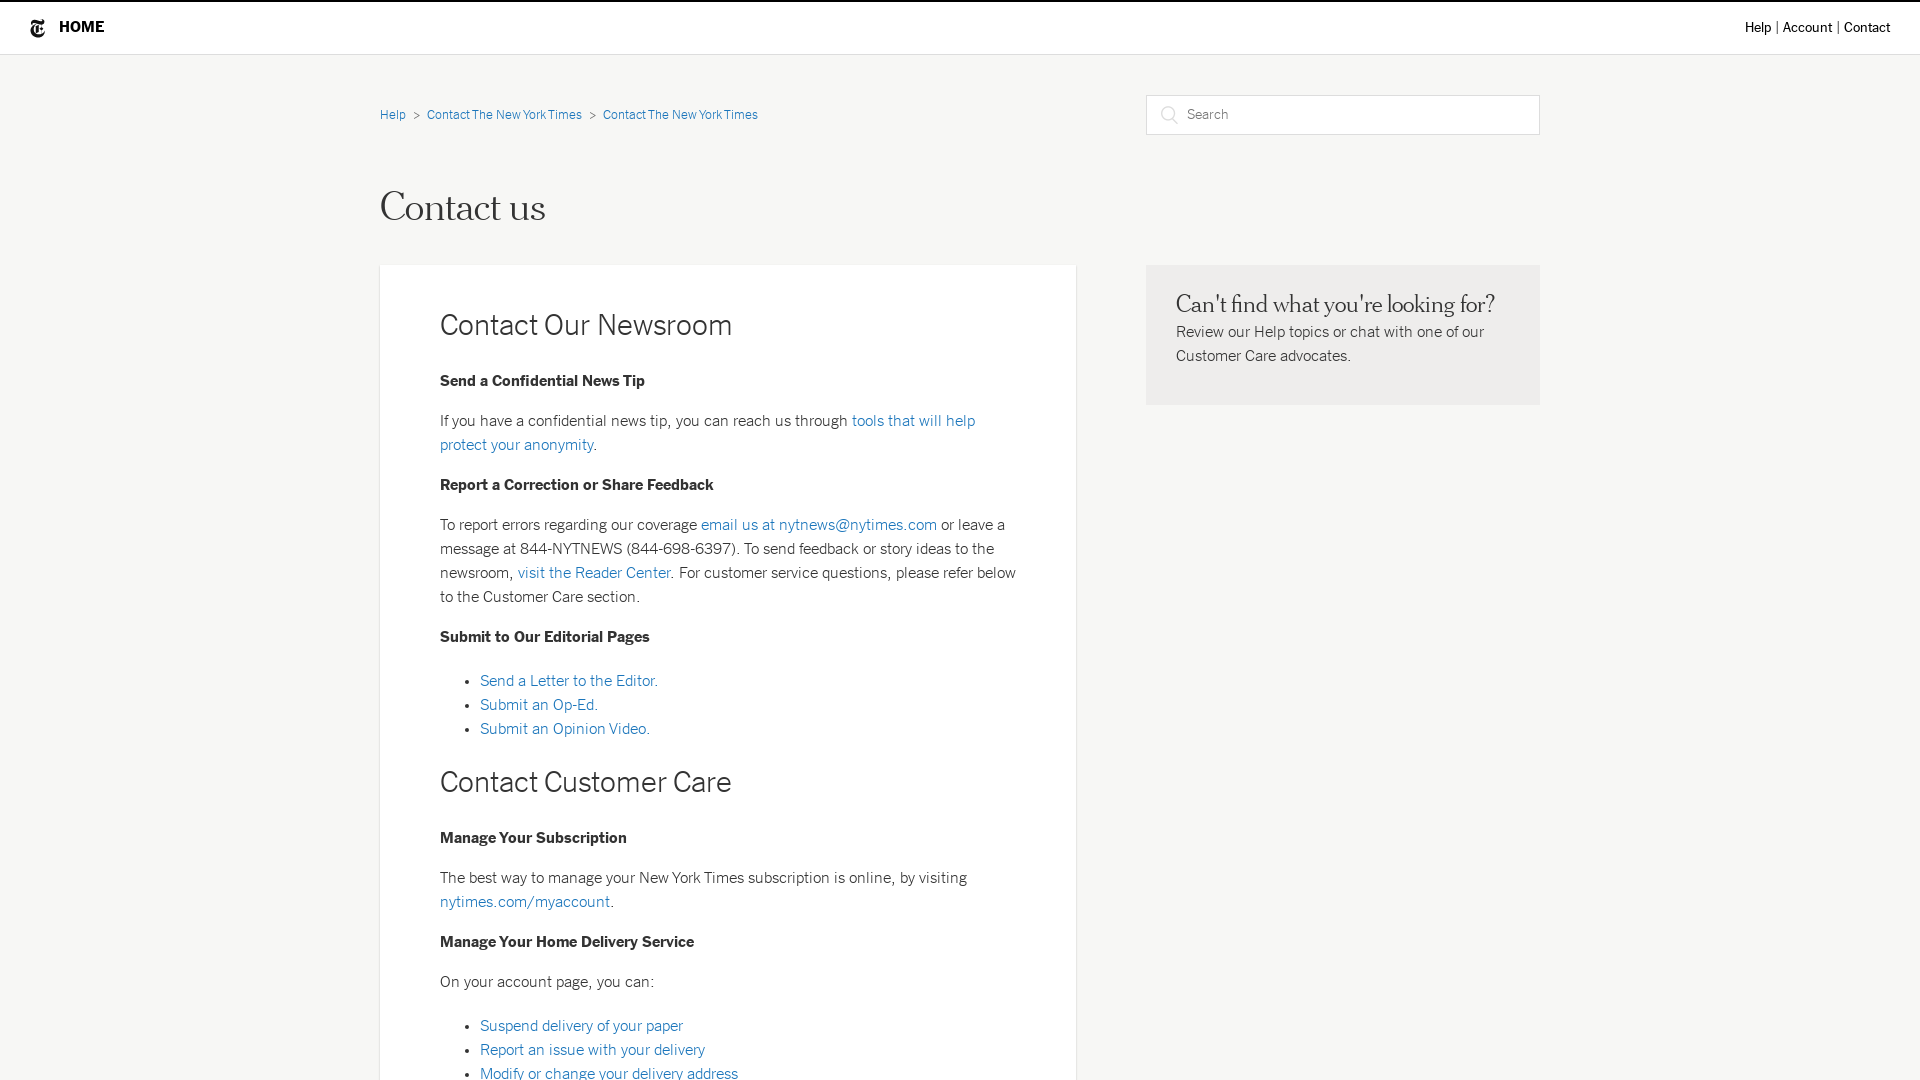 HOME
Help | Account | Contact
Help > Contact The New York Times > Contact The New York Times
Search
Contact us
Contact Our Newsroom
Send a Confidential News Tip
If you have a confidential news tip, you can reach us through tools that will help
protect your anonymity.
Report a Correction or Share Feedback
To report errors regarding our coverage email us at nytnews@nytimes.com or leave a
message at 844-NYTNEWS (844-698-6397). To send feedback or story ideas to the
newsroom, visit the Reader Center. For customer service questions, please refer below
to the Customer Care section.
Submit to Our Editorial Pages
• Send a Letter to the Editor.
• Submit an Op-Ed.
• Submit an Opinion Video.
Contact Customer Care
Manage Your Subscription
The best way to manage your New York Times subscription is online, by visiting
nytimes.com/myaccount.
Manage Your Home Delivery Service
On your account page, you can:
• Suspend delivery of your paper
• Report an issue with your delivery
• Modify or change your delivery address
Can't find what you're looking for?
Review our Help topics or chat with one of our
Customer Care advocates.